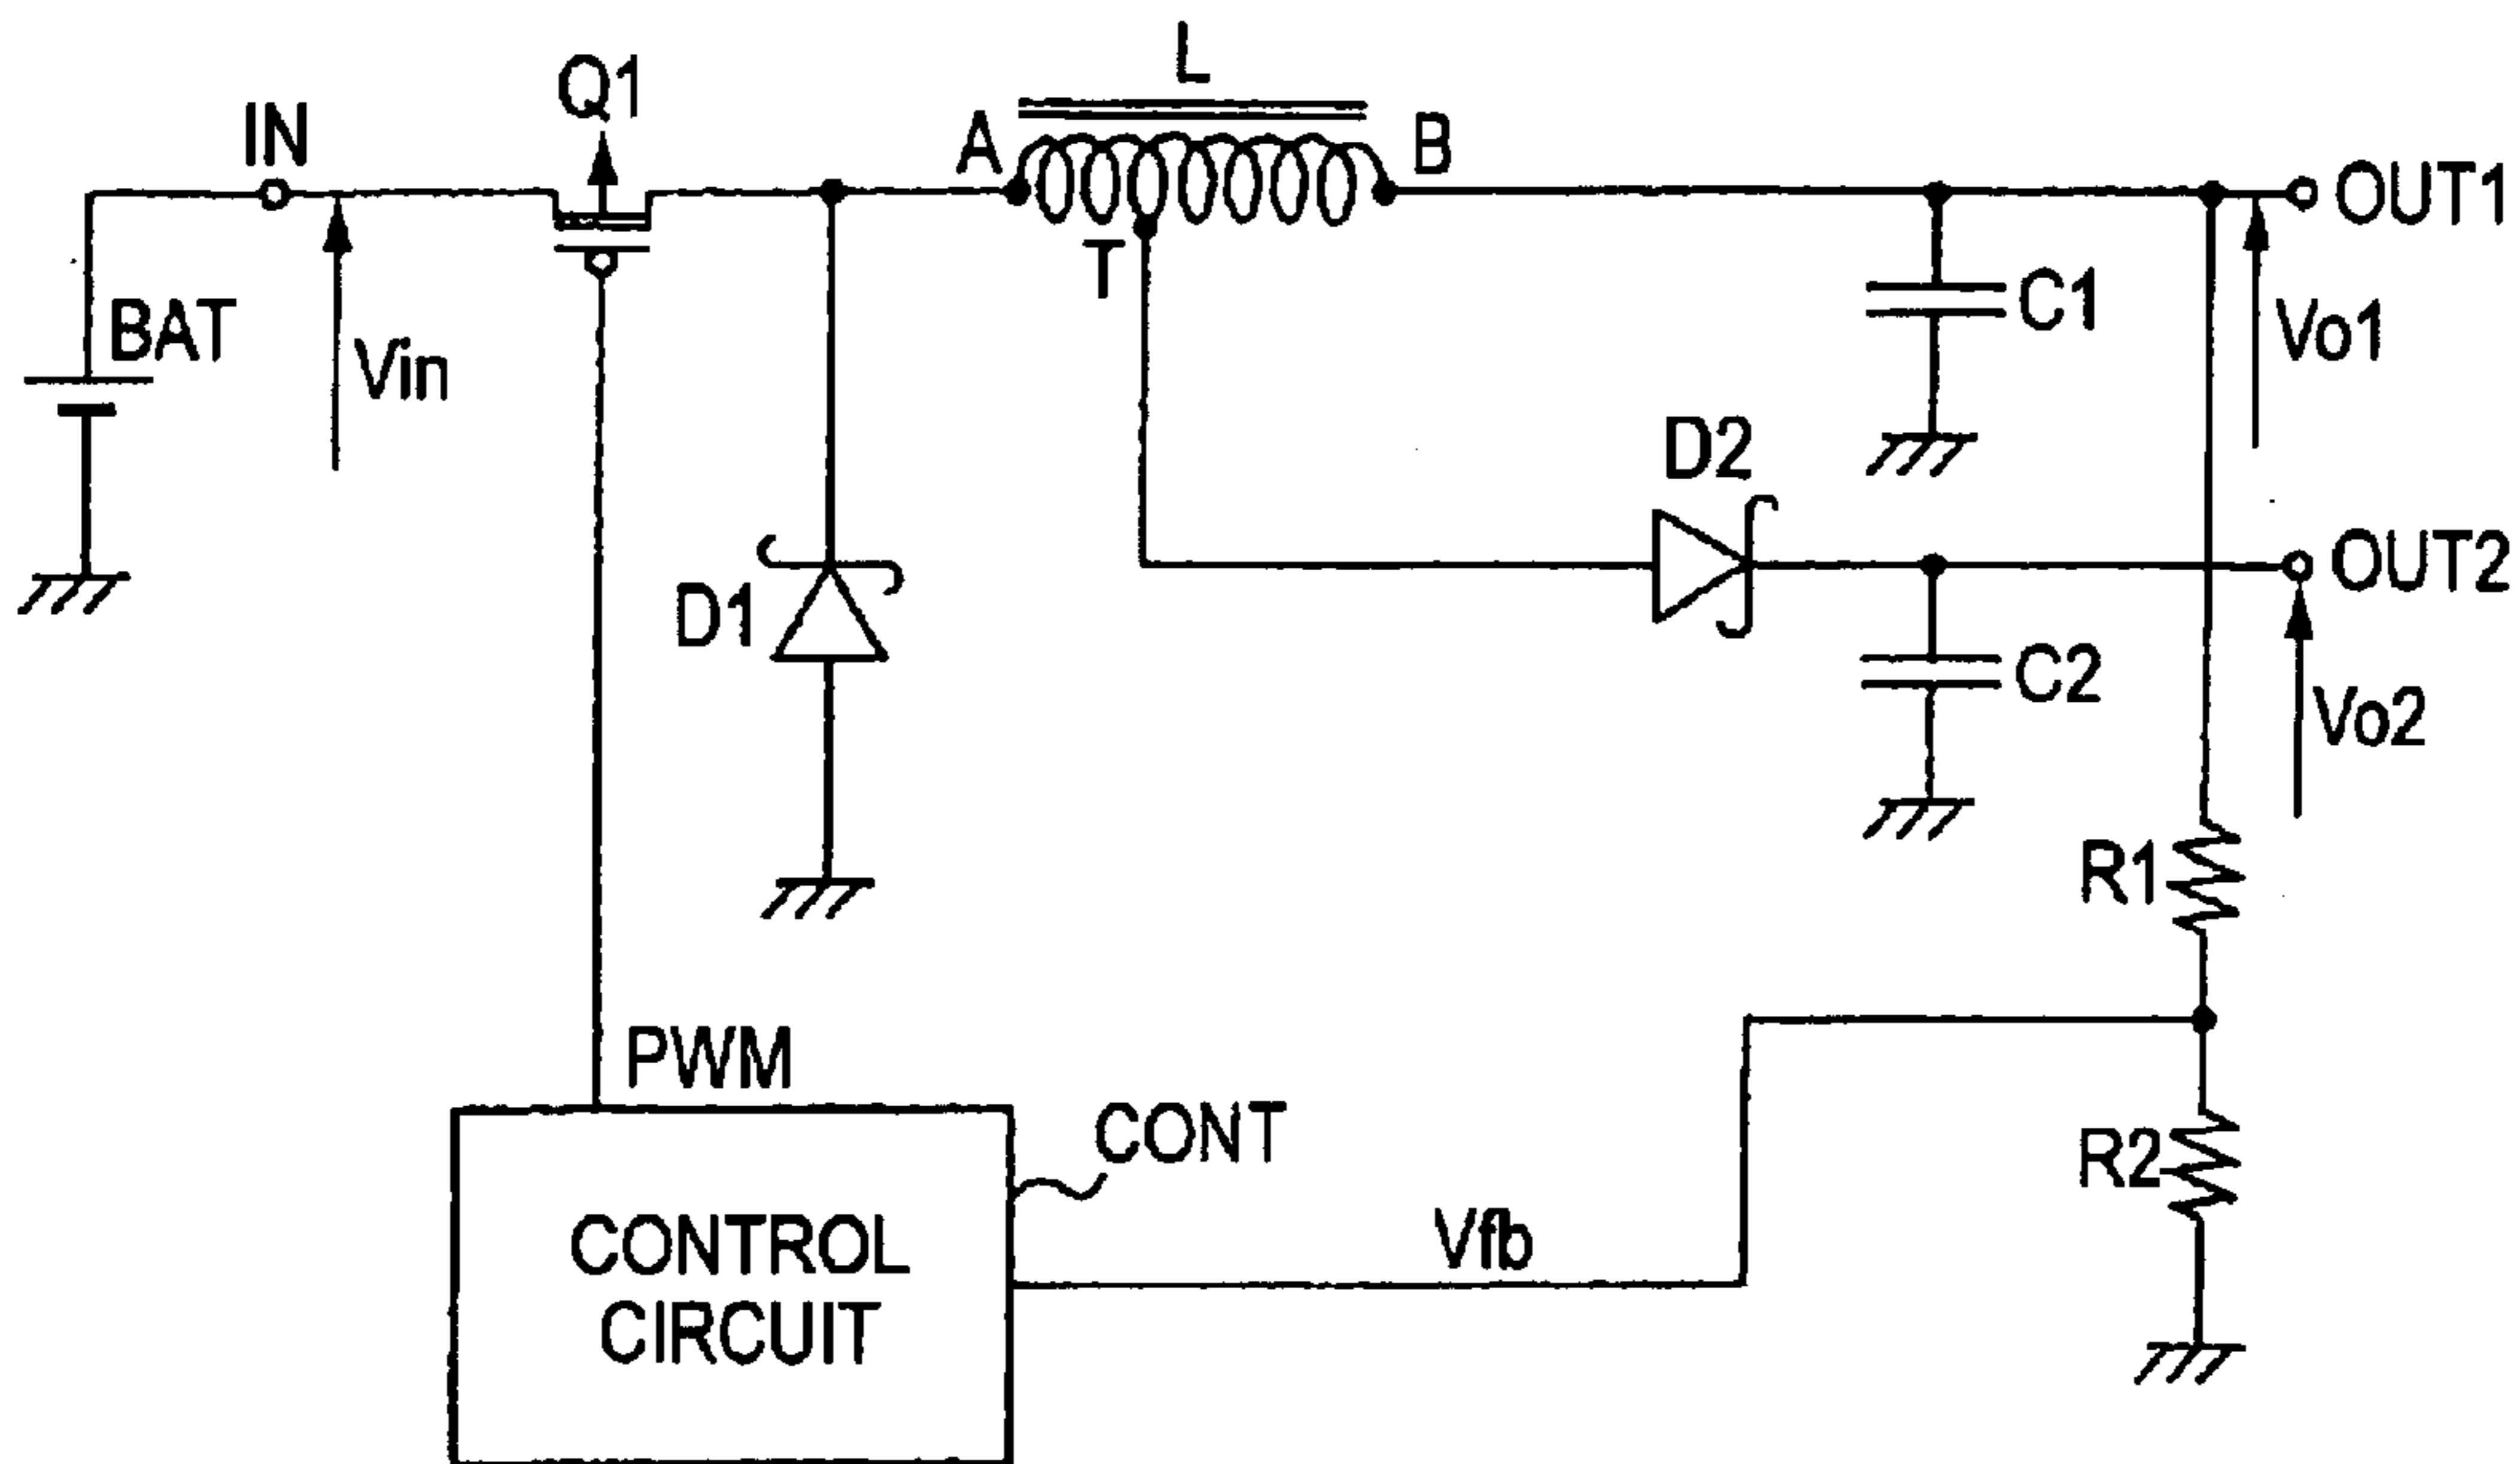 L
Q1
IN
A
B
OUT1
T
C1
Vo1
BAT
Vin
D2
OUT2
D1
C2
Vo2
R1
PWM
CONT
R2
CONTROL
CIRCUIT
Vfb